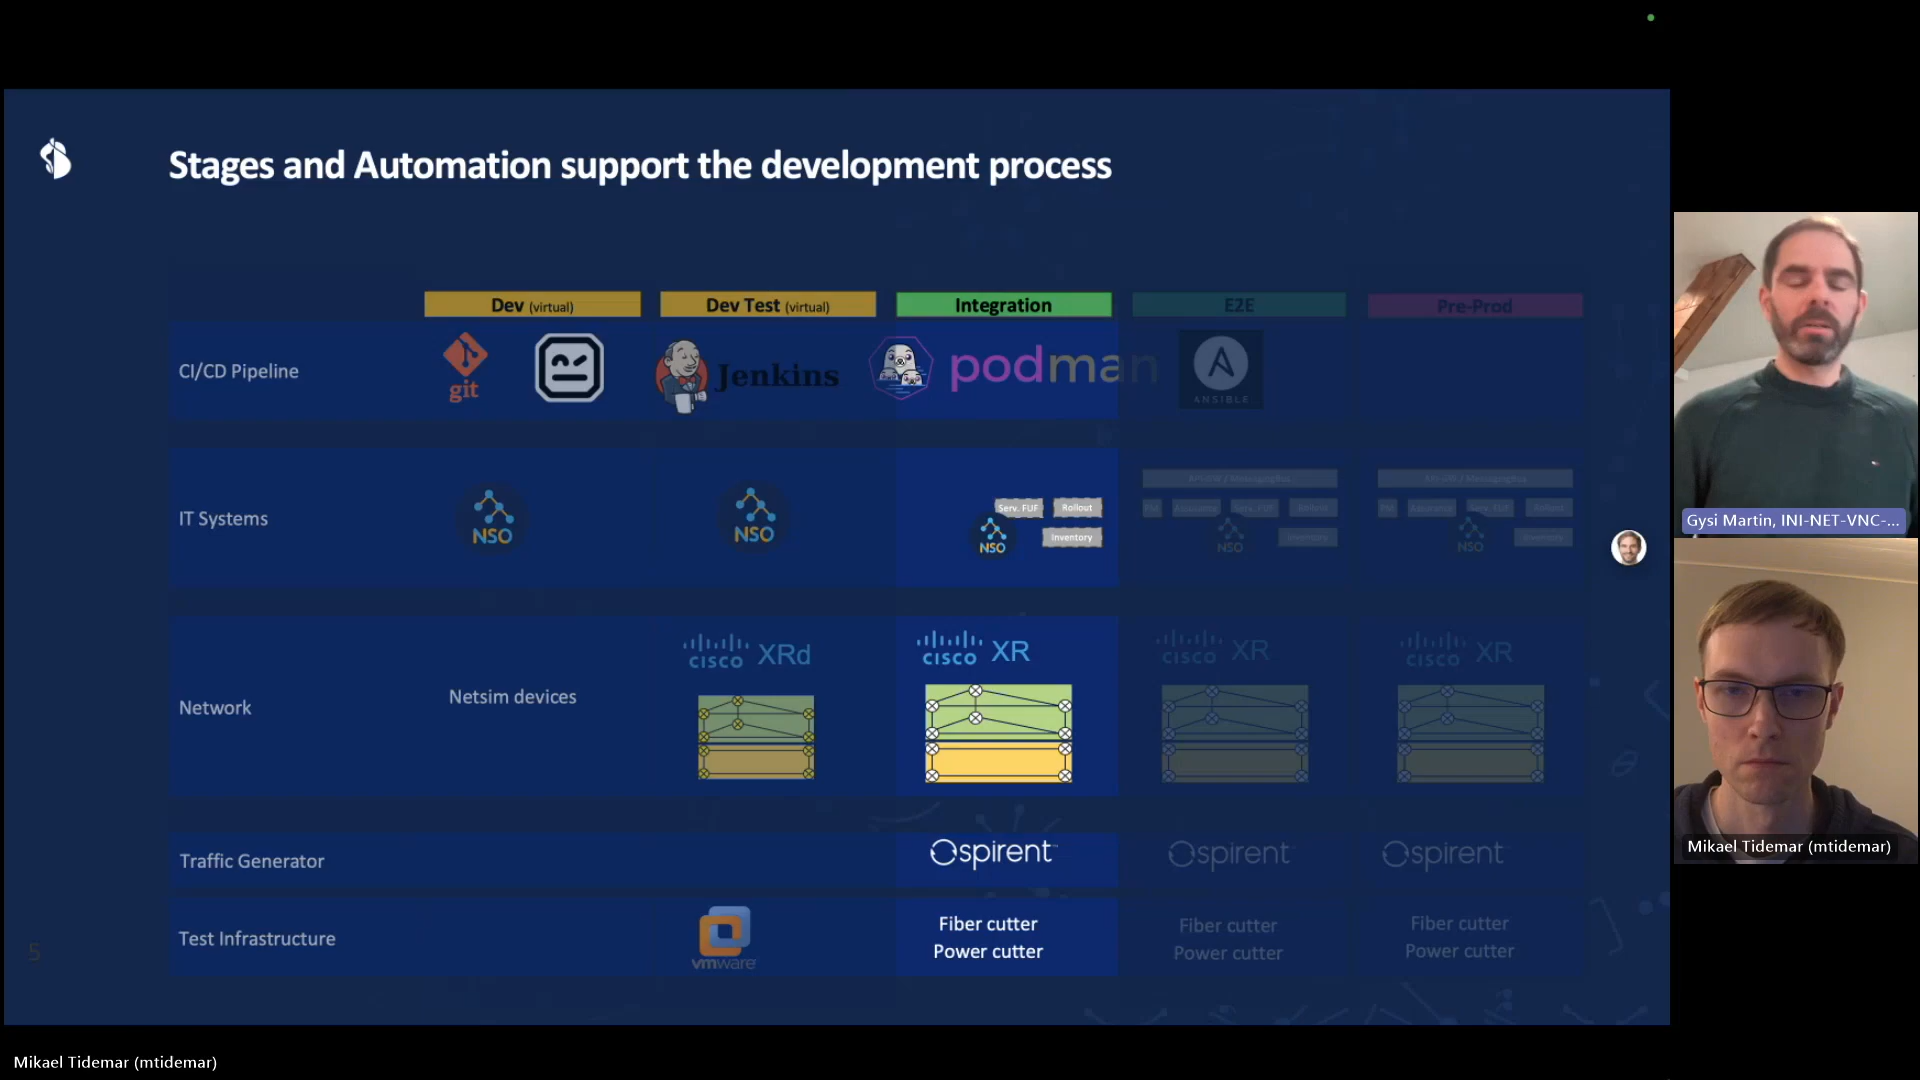 Stages and Automation support the development process
Dev (virtual)
Dev Test (virtual)
Integration
E2E
Pre-Prod
CI/CD Pipeline
git
Jenkins
podman
ANSIBLE
IT Systems
NSO
NSO
Serv. FUF
Rollout
NSO
Inventory
NSO
Inventory
NSO
Inventory
Network
Netsim devices
CISCO XRd
CISCO XR
CISCO XR
CISCO XR
Traffic Generator
spirent
spirent
spirent
Test Infrastructure
vmware
Fiber cutter
Power cutter
Fiber cutter
Power cutter
Fiber cutter
Power cutter
5
Gysi Martin, INI-NET-VNC-...
Mikael Tidemar (mtidemar)
Mikael Tidemar (mtidemar)